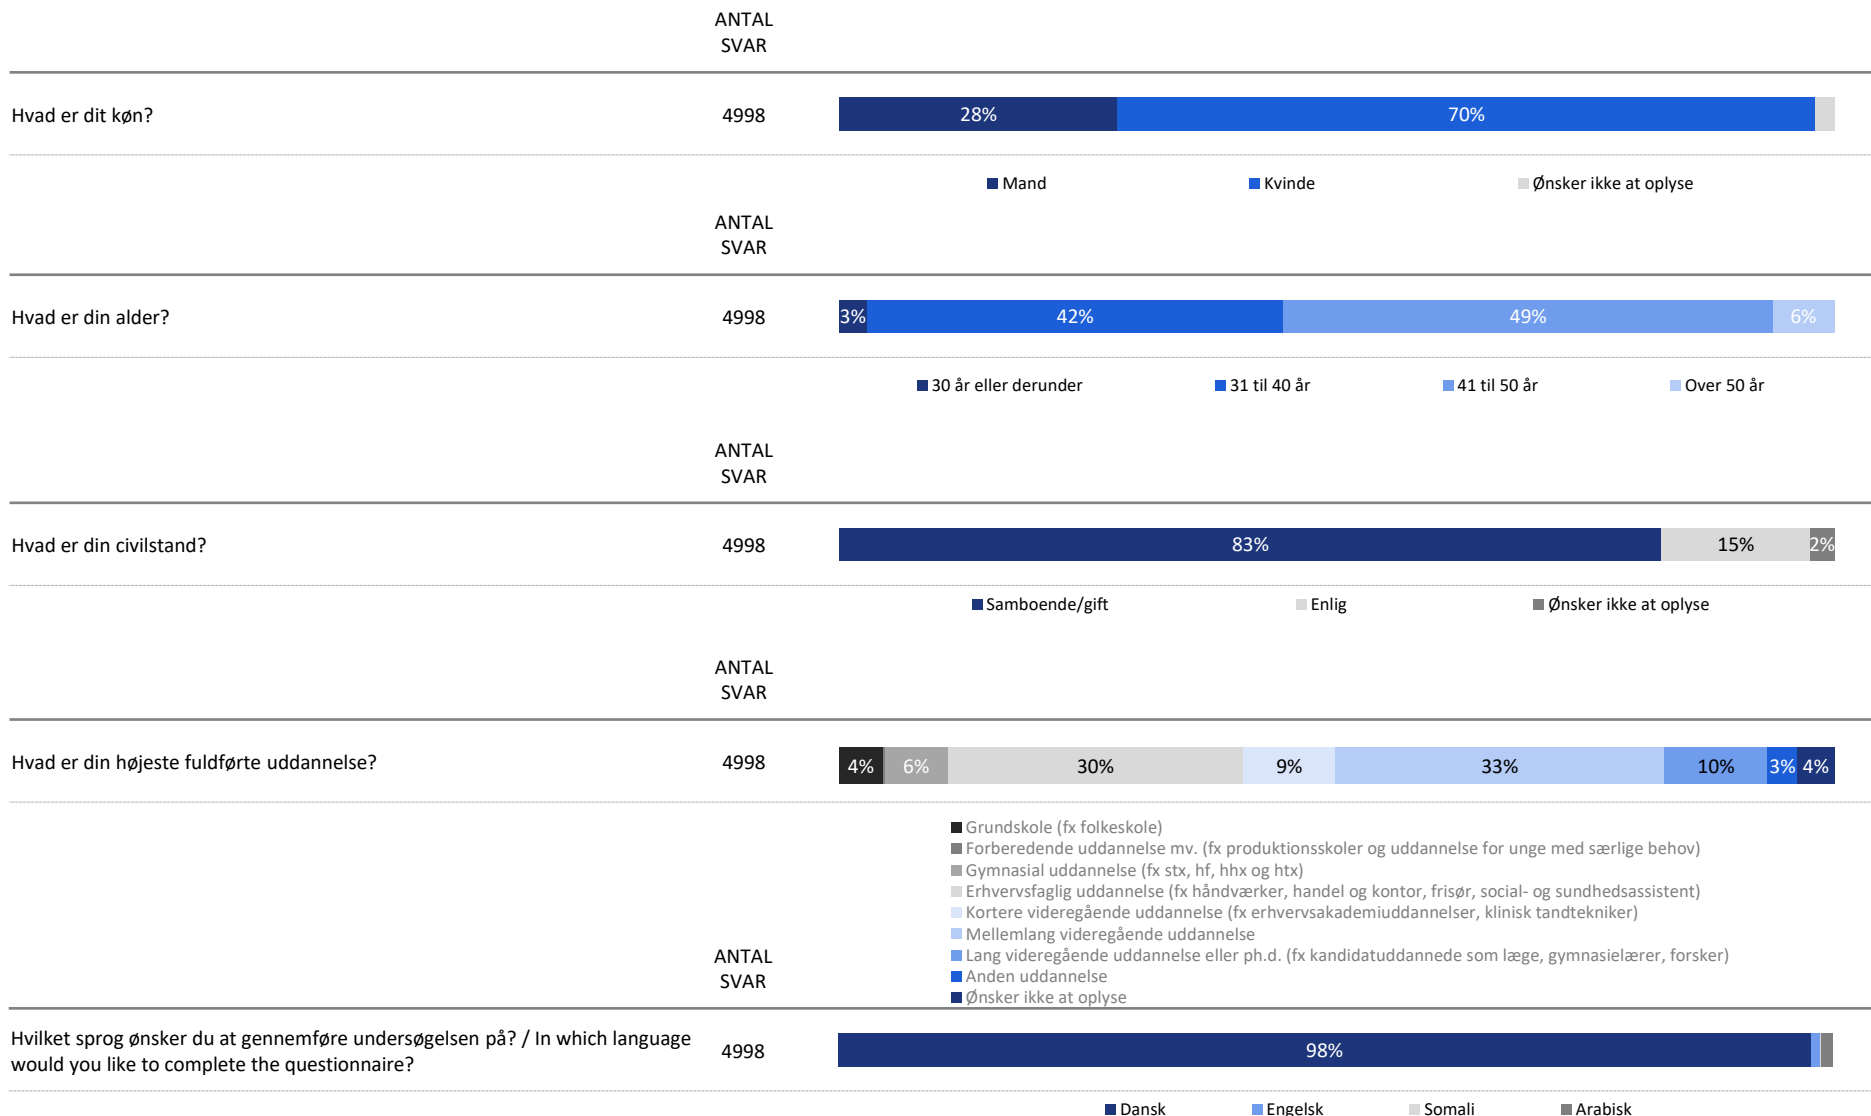 ANTAL
SVAR
Hvad er dit køn?
4998
28%
70%
Mand
Kvinde
Ønsker ikke at oplyse
ANTAL
SVAR
Hvad er din alder?
4998
3%
42%
49%
6%
30 år eller derunder
31 til 40 år
41 til 50 år
Over 50 år
ANTAL
SVAR
Hvad er din civilstand?
4998
83%
15%
2%
Samboende/gift
Enlig
Ønsker ikke at oplyse
ANTAL
SVAR
Hvad er din højeste fuldførte uddannelse?
4998
4%
6%
30%
9%
33%
10%
3%
4%
Grundskole (fx folkeskole)
Forberedende uddannelse mv. (fx produktionsskoler og uddannelse for unge med særlige behov)
Gymnasial uddannelse (fx stx, hf, hhx og htx)
Erhvervsfaglig uddannelse (fx håndværker, handel og kontor, frisør, social- og sundhedsassistent)
Kortere videregående uddannelse (fx erhvervsakademiuddannelser, klinisk tandtekniker)
Mellemlang videregående uddannelse
Lang videregående uddannelse eller ph.d. (fx kandidatuddannede som læge, gymnasielærer, forsker)
Anden uddannelse
Ønsker ikke at oplyse
ANTAL
SVAR
Hvilket sprog ønsker du at gennemføre undersøgelsen på? / In which language
would you like to complete the questionnaire?
4998
98%
Dansk
Engelsk
Somali
Arabisk